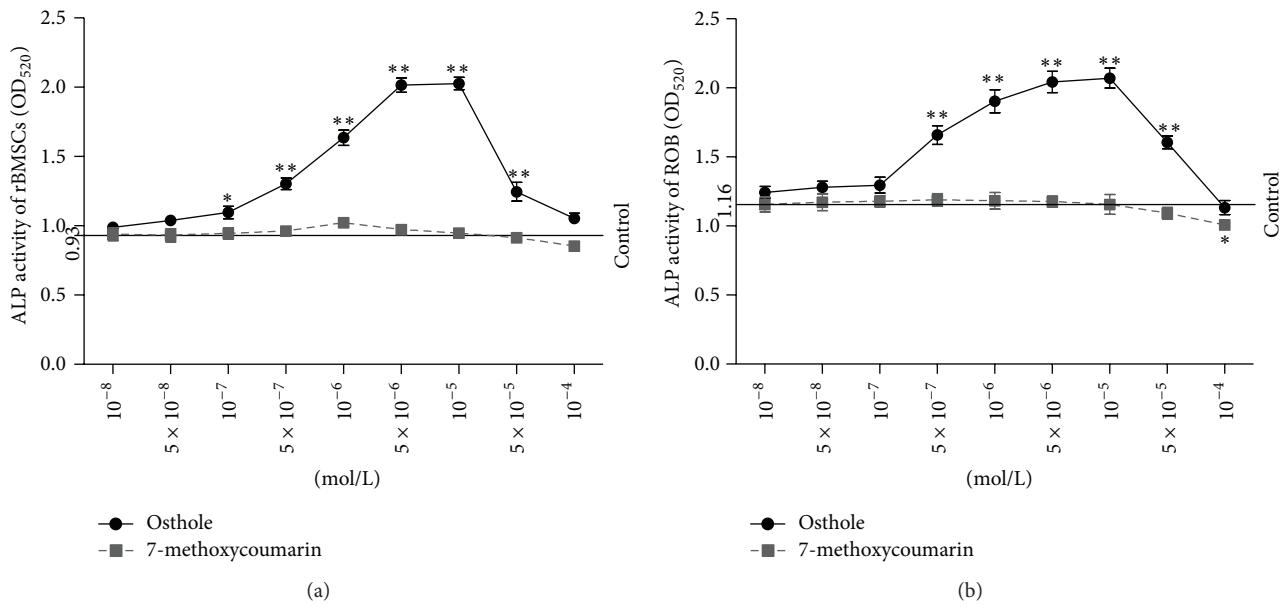 ALP activity of rBMSCs (OD₅₂₀)
2.5
2.0
1.5
1.0
0.93
0.5
0.0
*
**
**
**
**
**
Control
10⁻⁸
5 × 10⁻⁸
10⁻⁷
5 × 10⁻⁷
10⁻⁶
5 × 10⁻⁶
10⁻⁵
5 × 10⁻⁵
10⁻⁴
(mol/L)
Osthole
7-methoxycoumarin
(a)
ALP activity of ROB (OD₅₂₀)
2.5
2.0
1.5
1.16
1.0
0.5
0.0
**
**
**
**
**
*
Control
10⁻⁸
5 × 10⁻⁸
10⁻⁷
5 × 10⁻⁷
10⁻⁶
5 × 10⁻⁶
10⁻⁵
5 × 10⁻⁵
10⁻⁴
(mol/L)
Osthole
7-methoxycoumarin
(b)